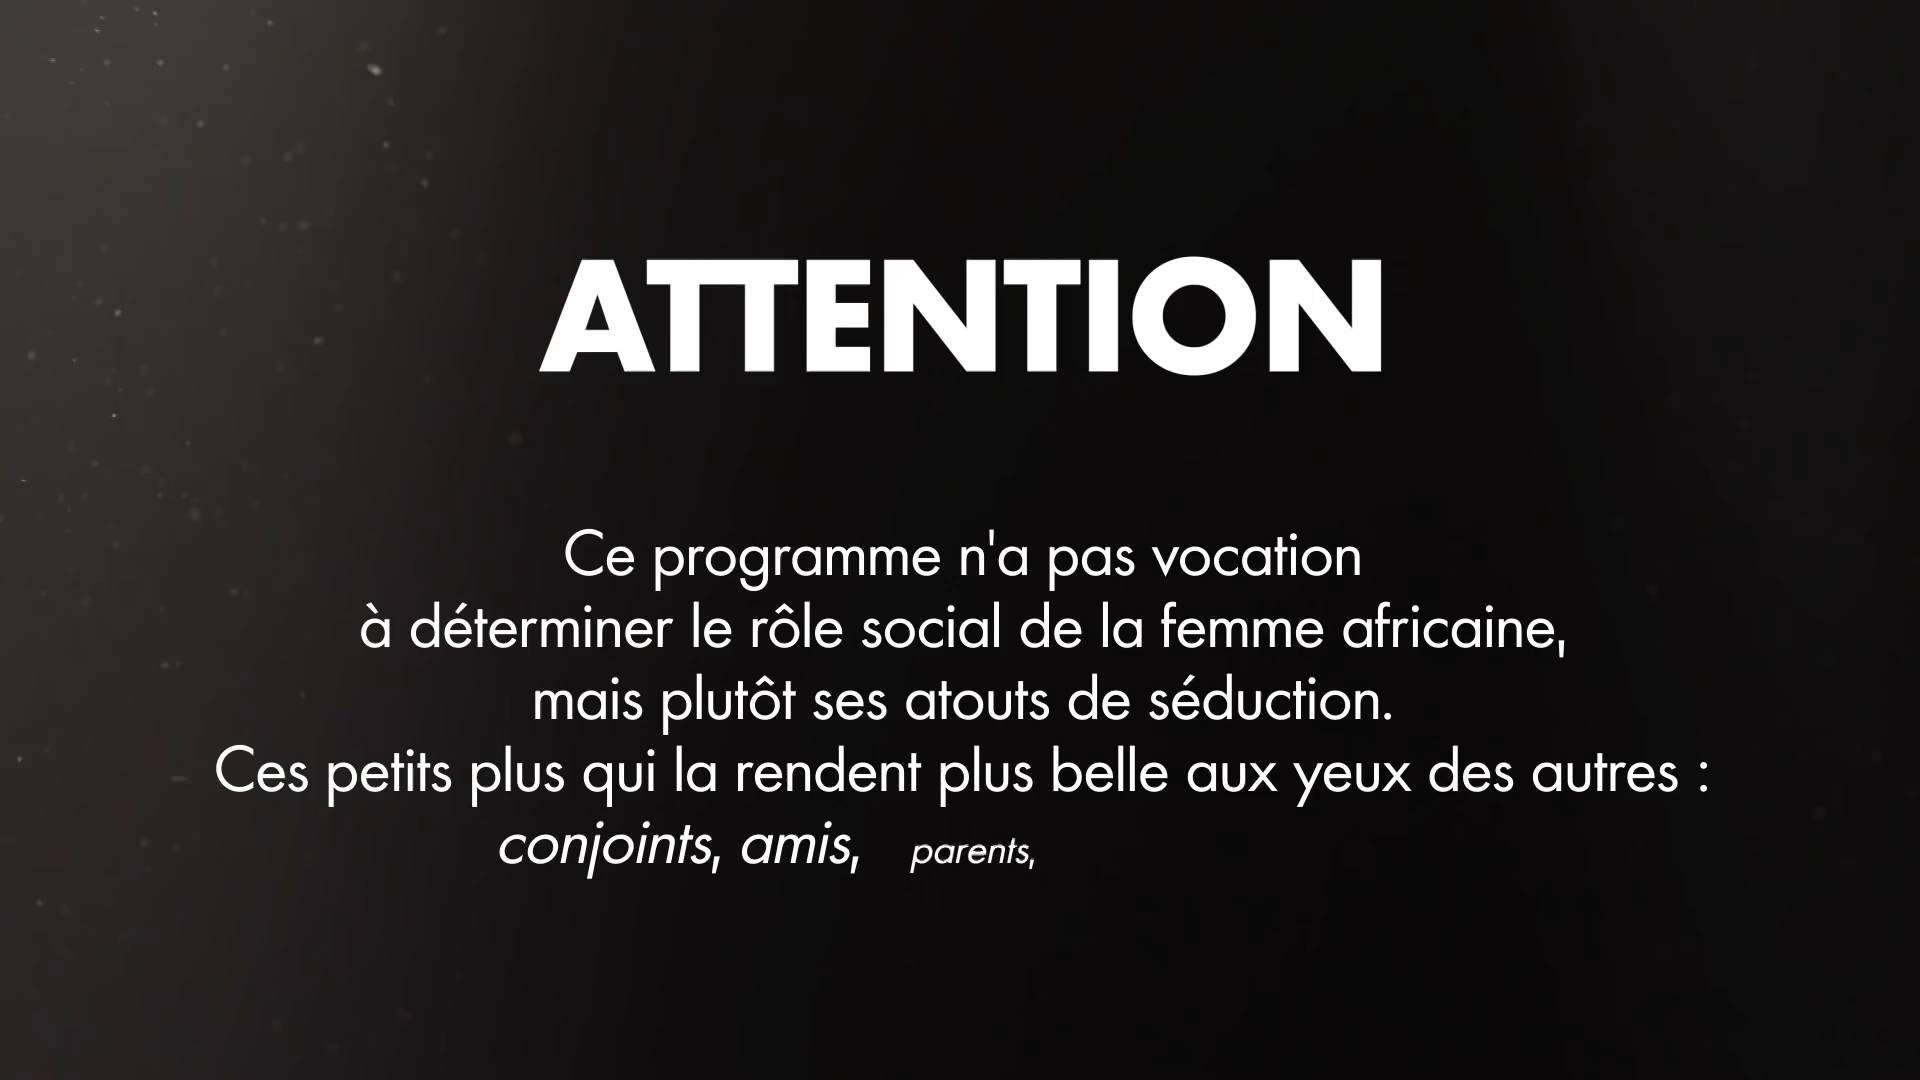 ATTENTION
Ce programme n'a pas vocation
à déterminer le rôle social de la femme africaine,
mais plutôt ses atouts de séduction.
Ces petits plus qui la rendent plus belle aux yeux des autres :
conjoints, amis, parents,